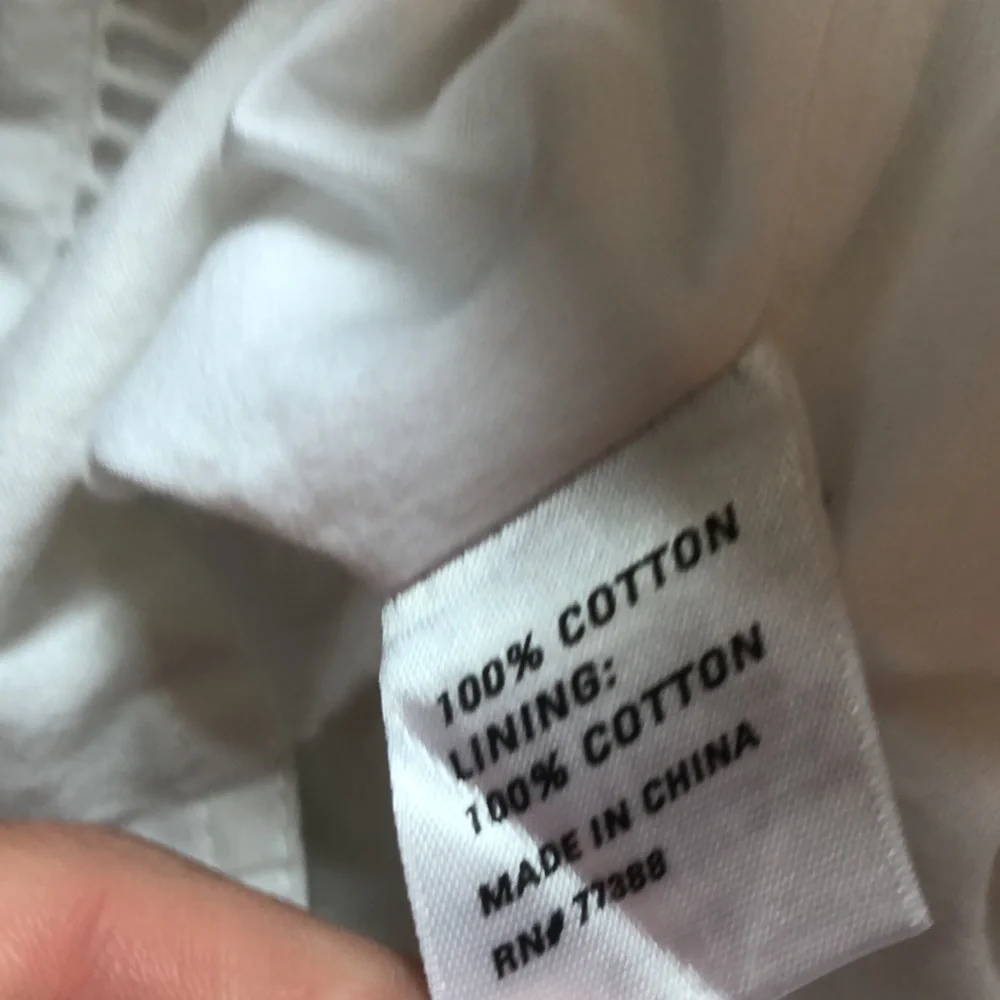 100% COTTON
LINING:
100% COTTON
MADE IN CHINA
RN# 77388